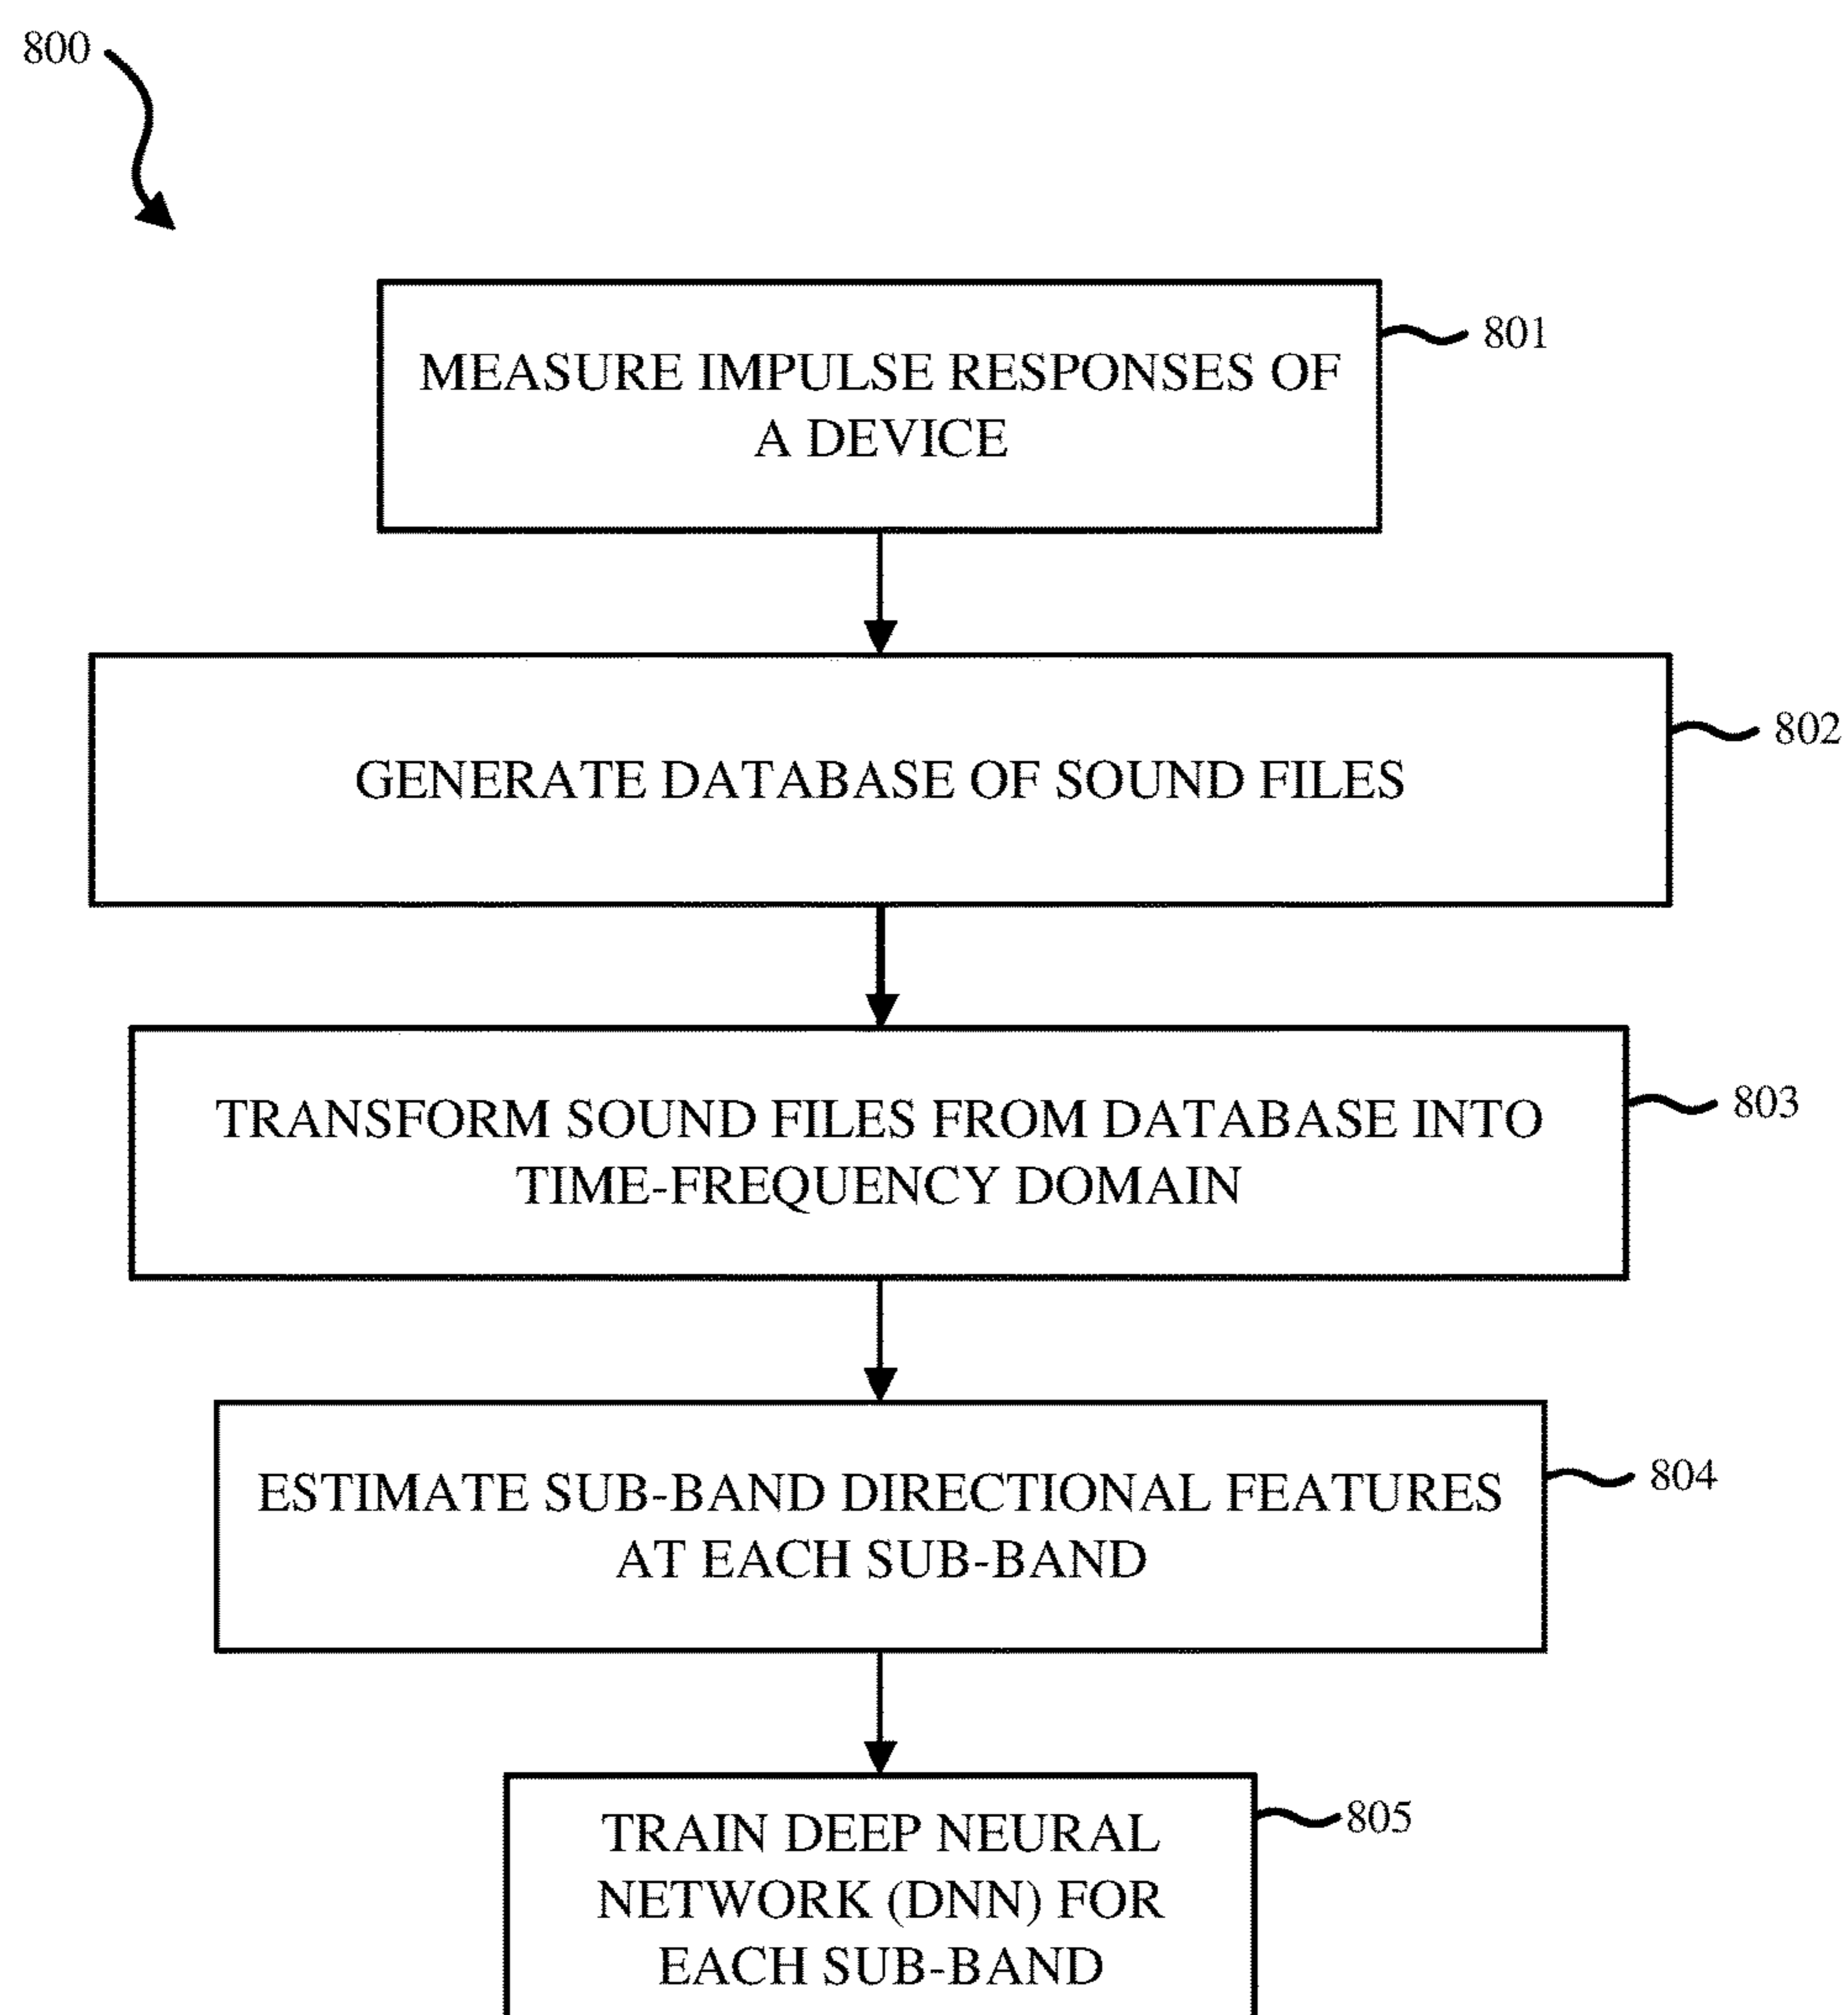 800
MEASURE IMPULSE RESPONSES OF
A DEVICE
801
GENERATE DATABASE OF SOUND FILES
802
TRANSFORM SOUND FILES FROM DATABASE INTO
TIME-FREQUENCY DOMAIN
803
ESTIMATE SUB-BAND DIRECTIONAL FEATURES
AT EACH SUB-BAND
804
TRAIN DEEP NEURAL
NETWORK (DNN) FOR
EACH SUB-BAND
805